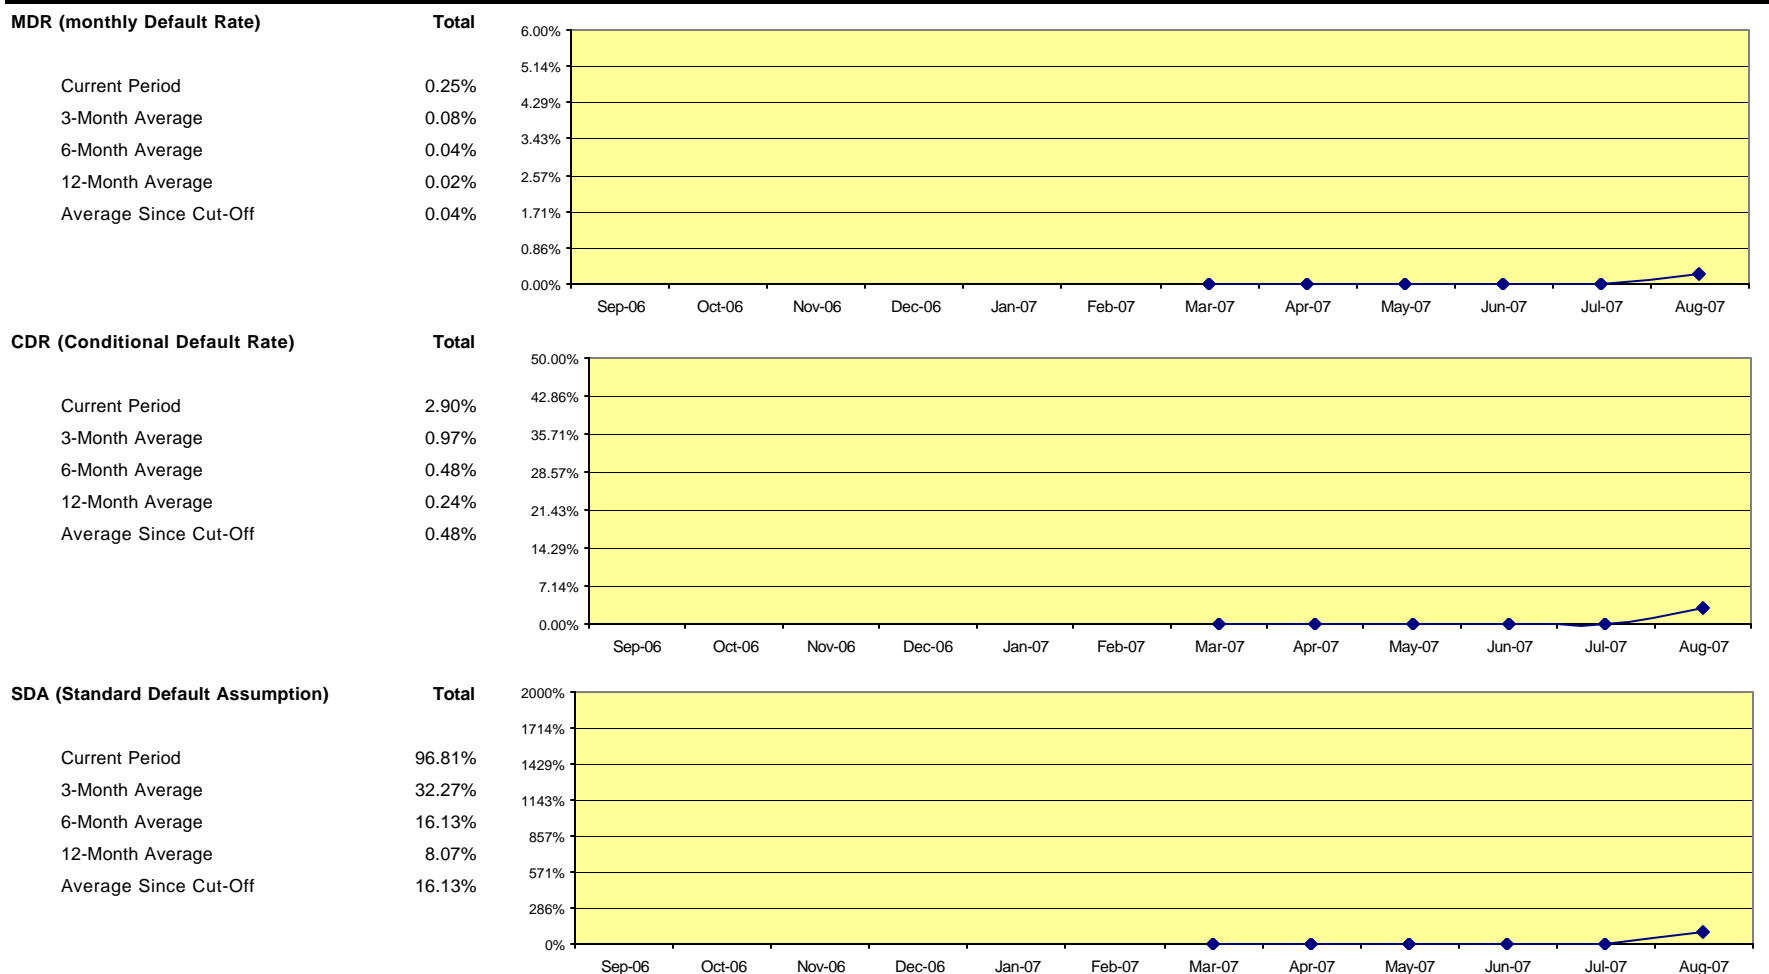 MDR (monthly Default Rate) Total
Current Period 0.25%
3-Month Average 0.08%
6-Month Average 0.04%
12-Month Average 0.02%
Average Since Cut-Off 0.04%
6.00%
5.14%
4.29%
3.43%
2.57%
1.71%
0.86%
0.00%
Sep-06 Oct-06 Nov-06 Dec-06 Jan-07 Feb-07 Mar-07 Apr-07 May-07 Jun-07 Jul-07 Aug-07
CDR (Conditional Default Rate) Total
Current Period 2.90%
3-Month Average 0.97%
6-Month Average 0.48%
12-Month Average 0.24%
Average Since Cut-Off 0.48%
50.00%
42.86%
35.71%
28.57%
21.43%
14.29%
7.14%
0.00%
Sep-06 Oct-06 Nov-06 Dec-06 Jan-07 Feb-07 Mar-07 Apr-07 May-07 Jun-07 Jul-07 Aug-07
SDA (Standard Default Assumption) Total
Current Period 96.81%
3-Month Average 32.27%
6-Month Average 16.13%
12-Month Average 8.07%
Average Since Cut-Off 16.13%
2000%
1714%
1429%
1143%
857%
571%
286%
0%
Sep-06 Oct-06 Nov-06 Dec-06 Jan-07 Feb-07 Mar-07 Apr-07 May-07 Jun-07 Jul-07 Aug-07